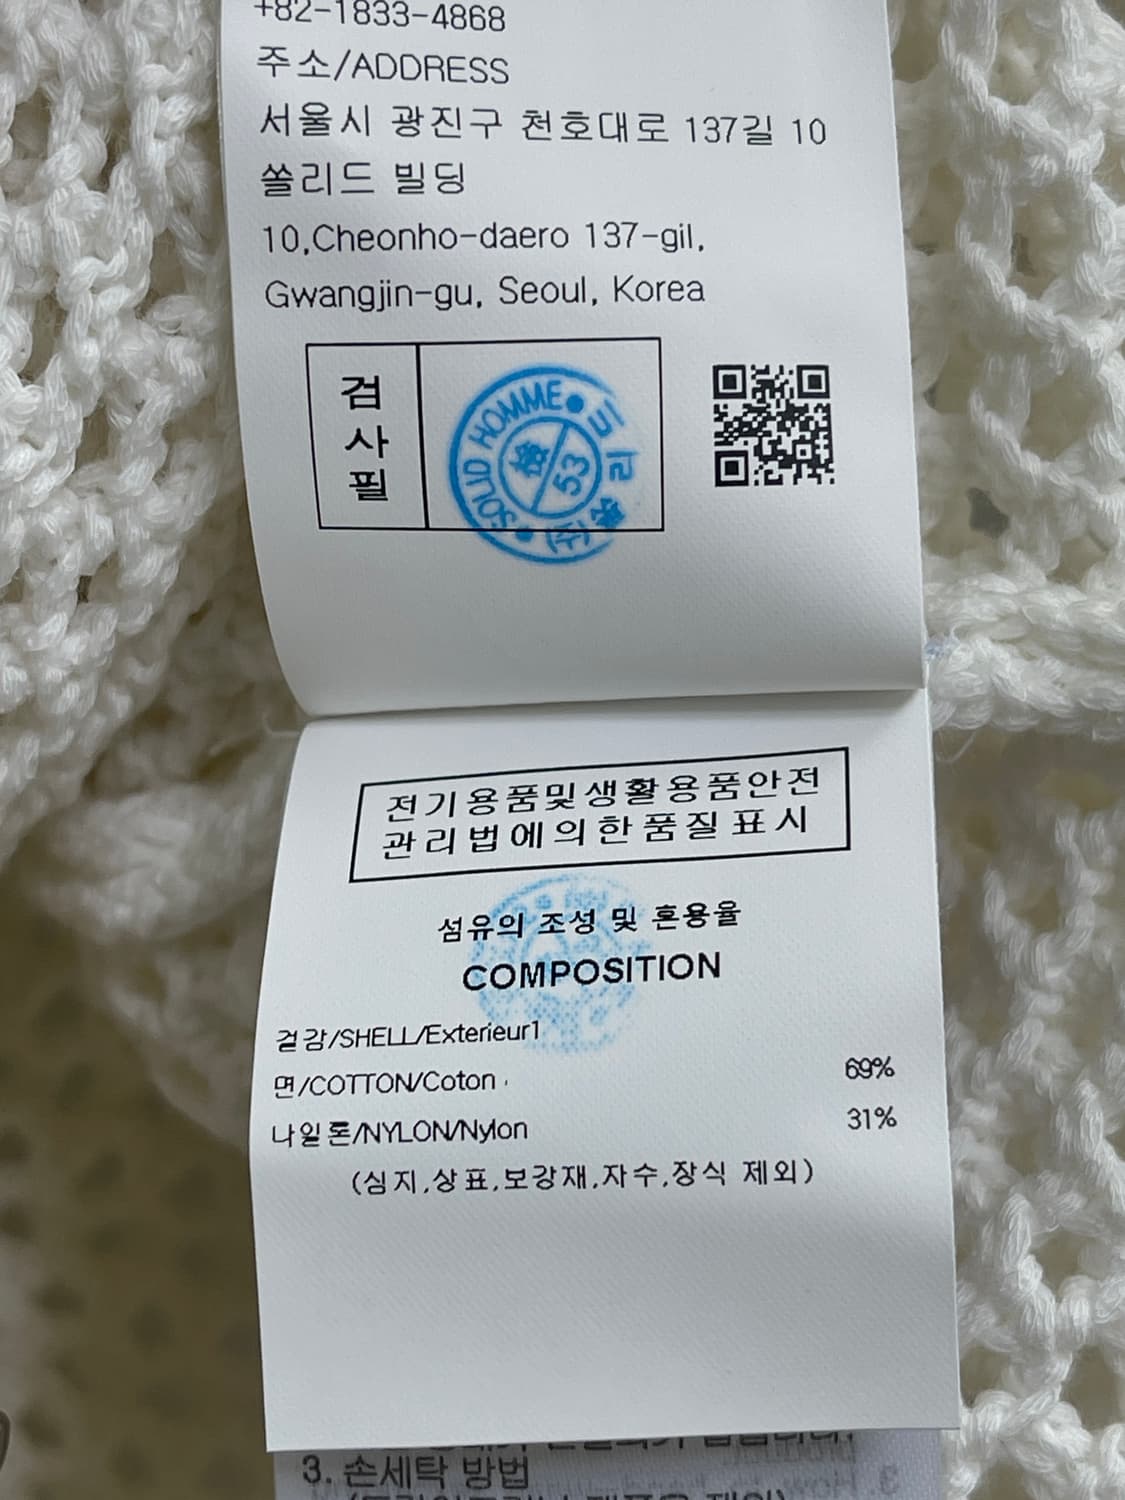 +82-1833-4868
주소/ADDRESS
서울시 광진구 천호대로 137길 10
쏠리드 빌딩
10,Cheonho-daero 137-gil,
Gwangjin-gu, Seoul, Korea
검
사
필
SOLID HOMME
(주)쏠리드
檢
53
전기용품및생활용품안전
관리법에의한품질표시
섬유의 조성 및 혼용율
COMPOSITION
겉감/SHELL/Exterieur1
면/COTTON/Coton 69%
나일론/NYLON/Nylon 31%
(심지,상표,보강재,자수,장식 제외)
3. 손세탁 방법